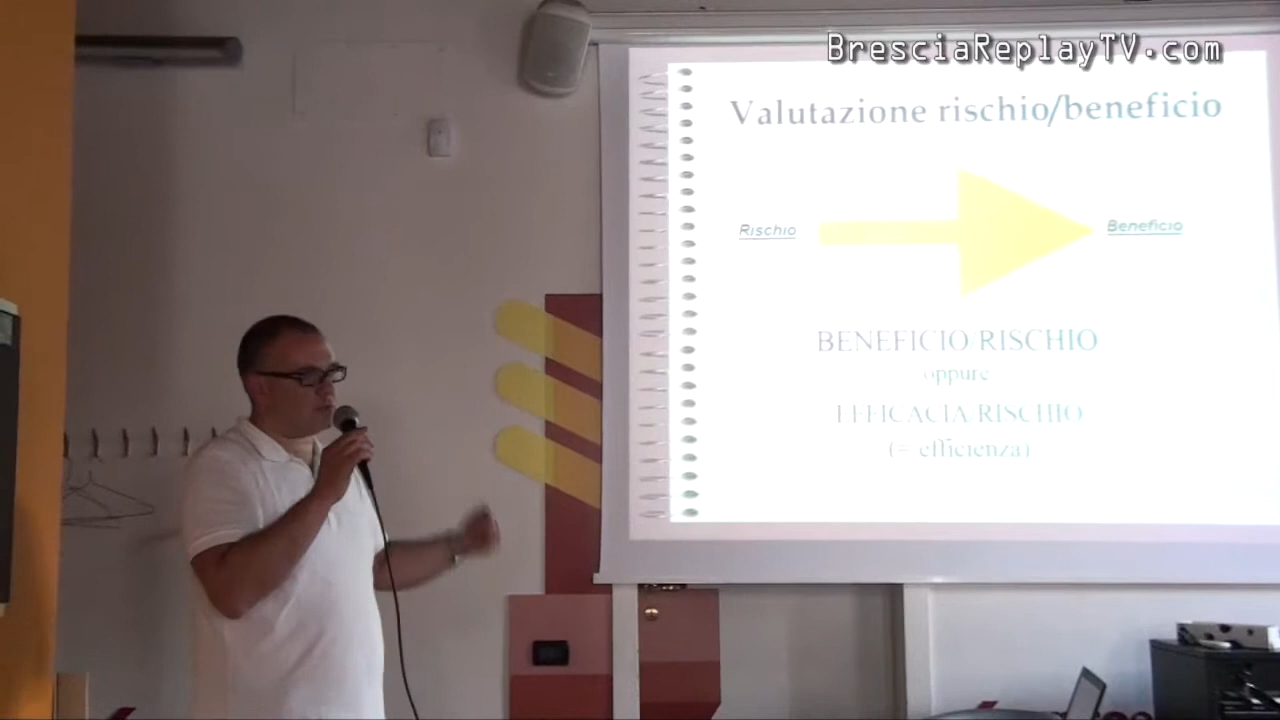 BresciaReplayTV.com
Valutazione rischio/beneficio
Rischio
Beneficio
BENEFICIO/RISCHIO
oppure
EFFICACIA/RISCHIO
(= efficienza)